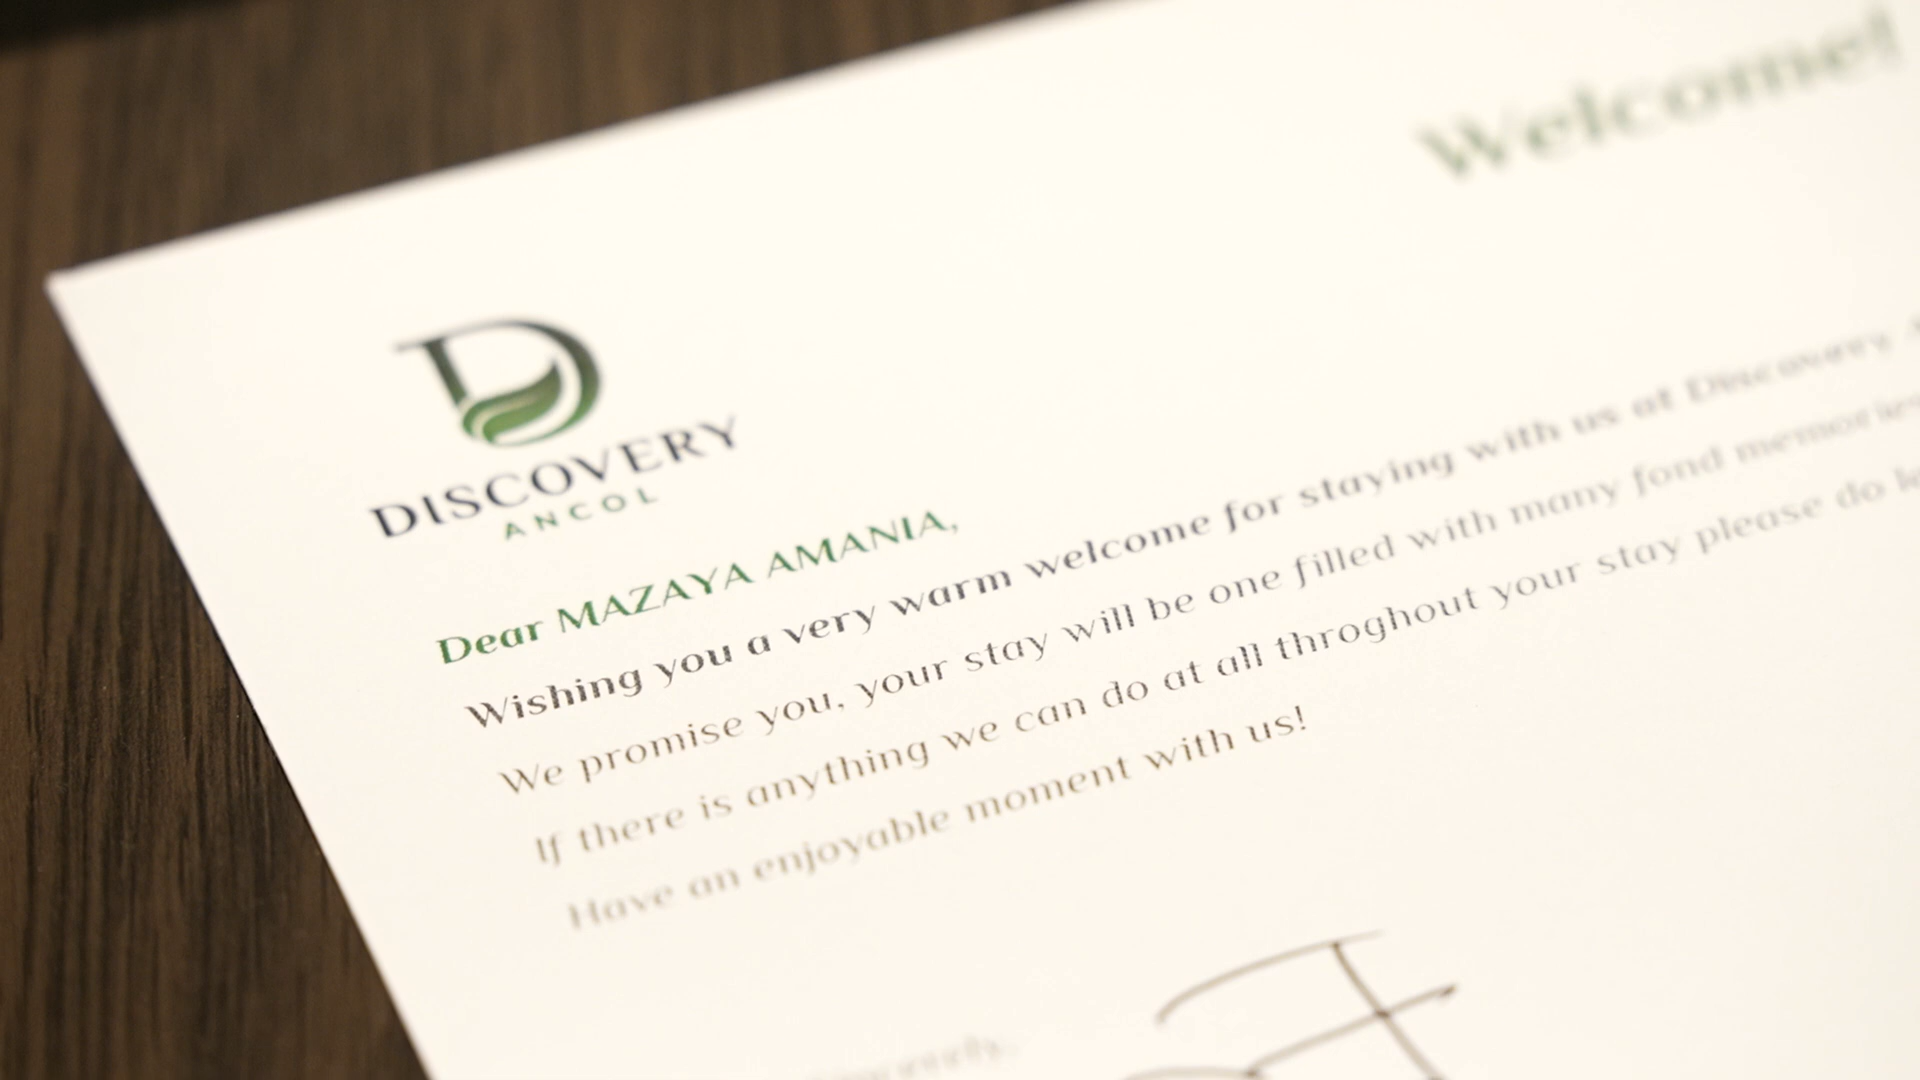 Welcome!
DISCOVERY
ANCOL
Dear MAZAYA AMANIA,
Wishing you a very warm welcome for staying with us at Discovery
We promise you, your stay will be one filled with many fond memories
If there is anything we can do at all throghout your stay please do
Have an enjoyable moment with us!